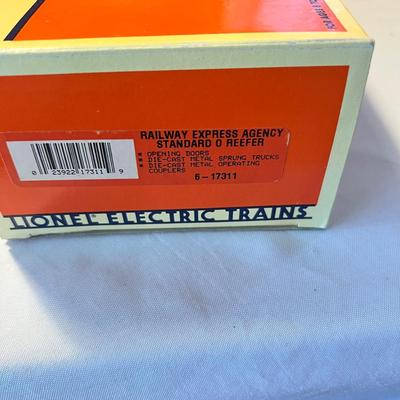 RAILWAY EXPRESS AGENCY
STANDARD O REEFER
OPENING DOORS
DIE-CAST METAL SPRUNG TRUCKS
DIE-CAST METAL OPERATING
COUPLERS
6-17311
0 23922 17311 9
LIONEL ELECTRIC TRAINS